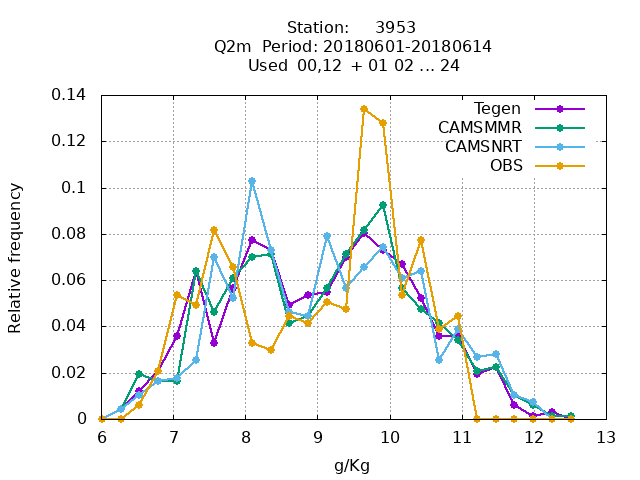 Station:     3953
Q2m  Period: 20180601-20180614
Used  00,12  + 01 02 ... 24
Tegen
CAMSMMR
CAMSNRT
OBS
Relative frequency
0.14
0.12
0.1
0.08
0.06
0.04
0.02
0
6 7 8 9 10 11 12 13
g/Kg